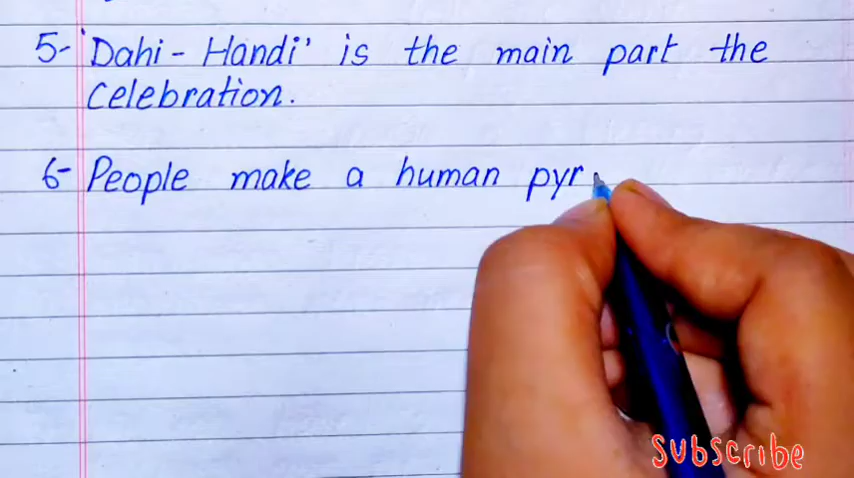 5- 'Dahi - Handi' is the main part the
Celebration.
6- People make a human pyr
Subscribe